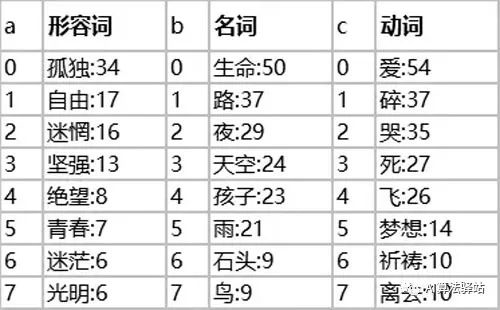 a 形容词 b 名词 c 动词
0 孤独:34 0 生命:50 0 爱:54
1 自由:17 1 路:37 1 碎:37
2 迷惘:16 2 夜:29 2 哭:35
3 坚强:13 3 天空:24 3 死:27
4 绝望:8 4 孩子:23 4 飞:26
5 青春:7 5 雨:21 5 梦想:14
6 迷茫:6 6 石头:9 6 祈祷:10
7 光明:6 7 鸟:9 7 离去:10
算法驿站